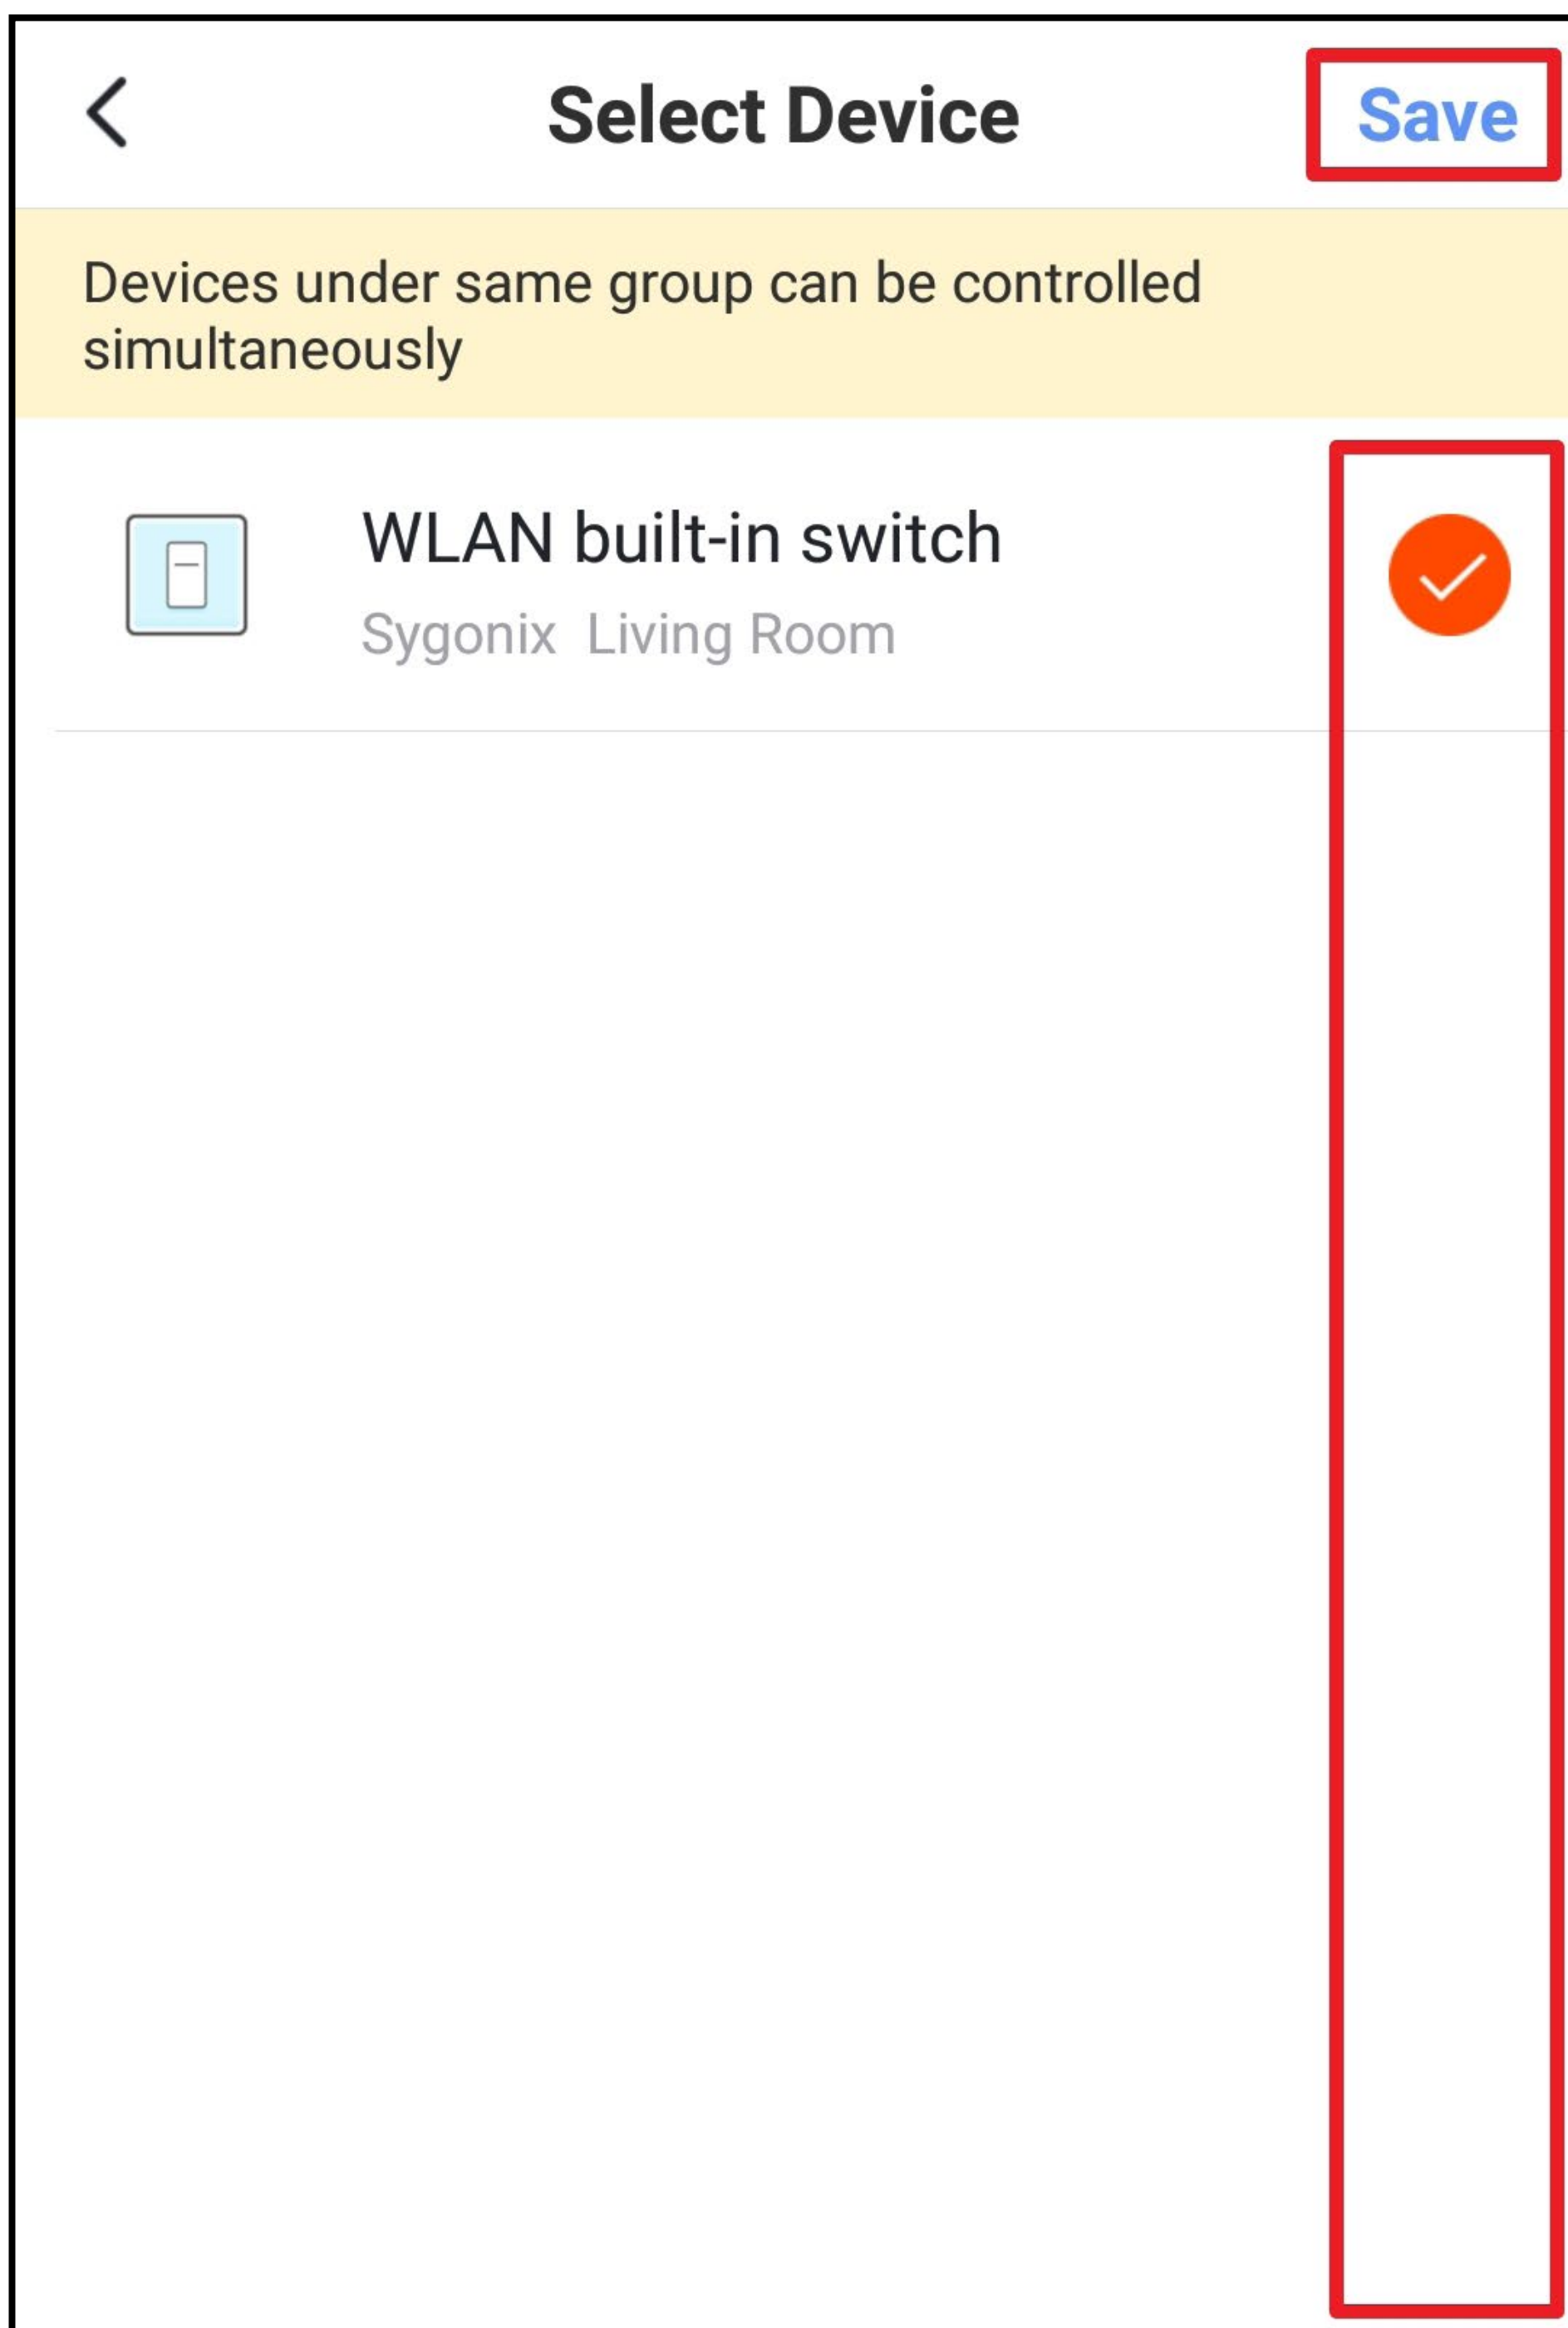 Select Device
Save
Devices under same group can be controlled
simultaneously
WLAN built-in switch
Sygonix Living Room